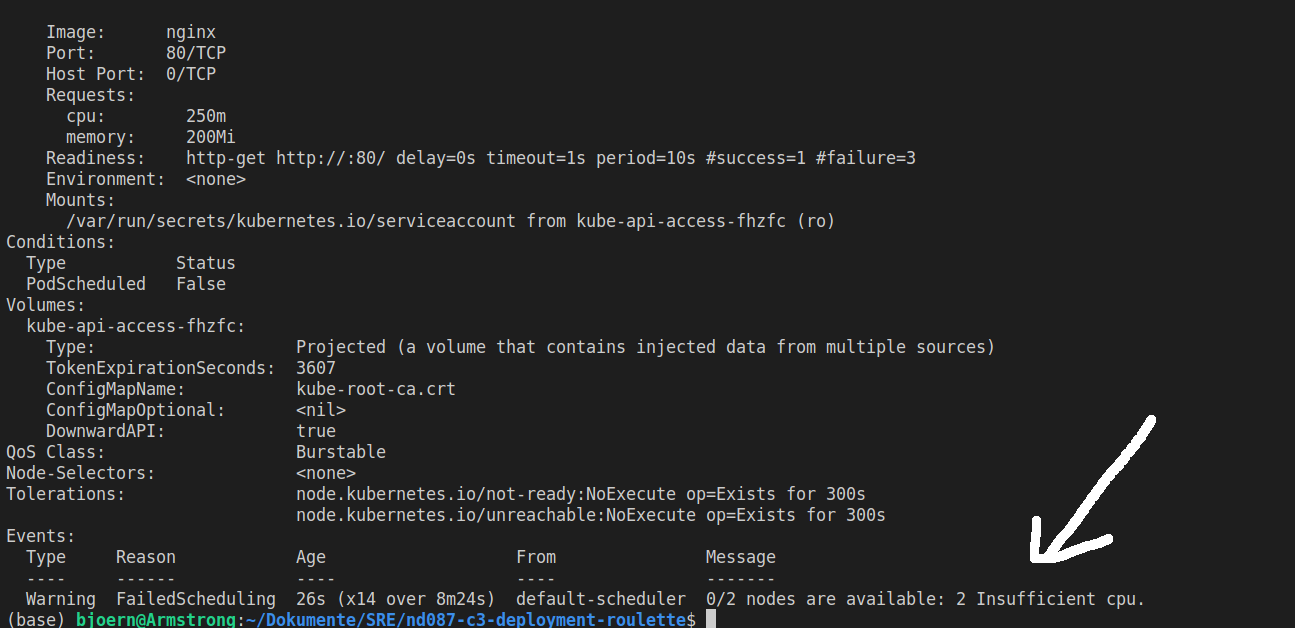 Image: nginx
Port: 80/TCP
Host Port: 0/TCP
Requests:
cpu: 250m
memory: 200Mi
Readiness: http-get http://:80/ delay=0s timeout=1s period=10s #success=1 #failure=3
Environment: <none>
Mounts:
/var/run/secrets/kubernetes.io/serviceaccount from kube-api-access-fhzfc (ro)
Conditions:
Type Status
PodScheduled False
Volumes:
kube-api-access-fhzfc:
Type: Projected (a volume that contains injected data from multiple sources)
TokenExpirationSeconds: 3607
ConfigMapName: kube-root-ca.crt
ConfigMapOptional: <nil>
DownwardAPI: true
QoS Class: Burstable
Node-Selectors: <none>
Tolerations: node.kubernetes.io/not-ready:NoExecute op=Exists for 300s
node.kubernetes.io/unreachable:NoExecute op=Exists for 300s
Events:
Type Reason Age From Message
---- ------ ---- ---- -------
Warning FailedScheduling 26s (x14 over 8m24s) default-scheduler 0/2 nodes are available: 2 Insufficient cpu.
(base) bjoern@Armstrong:~/Dokumente/SRE/nd087-c3-deployment-roulette$